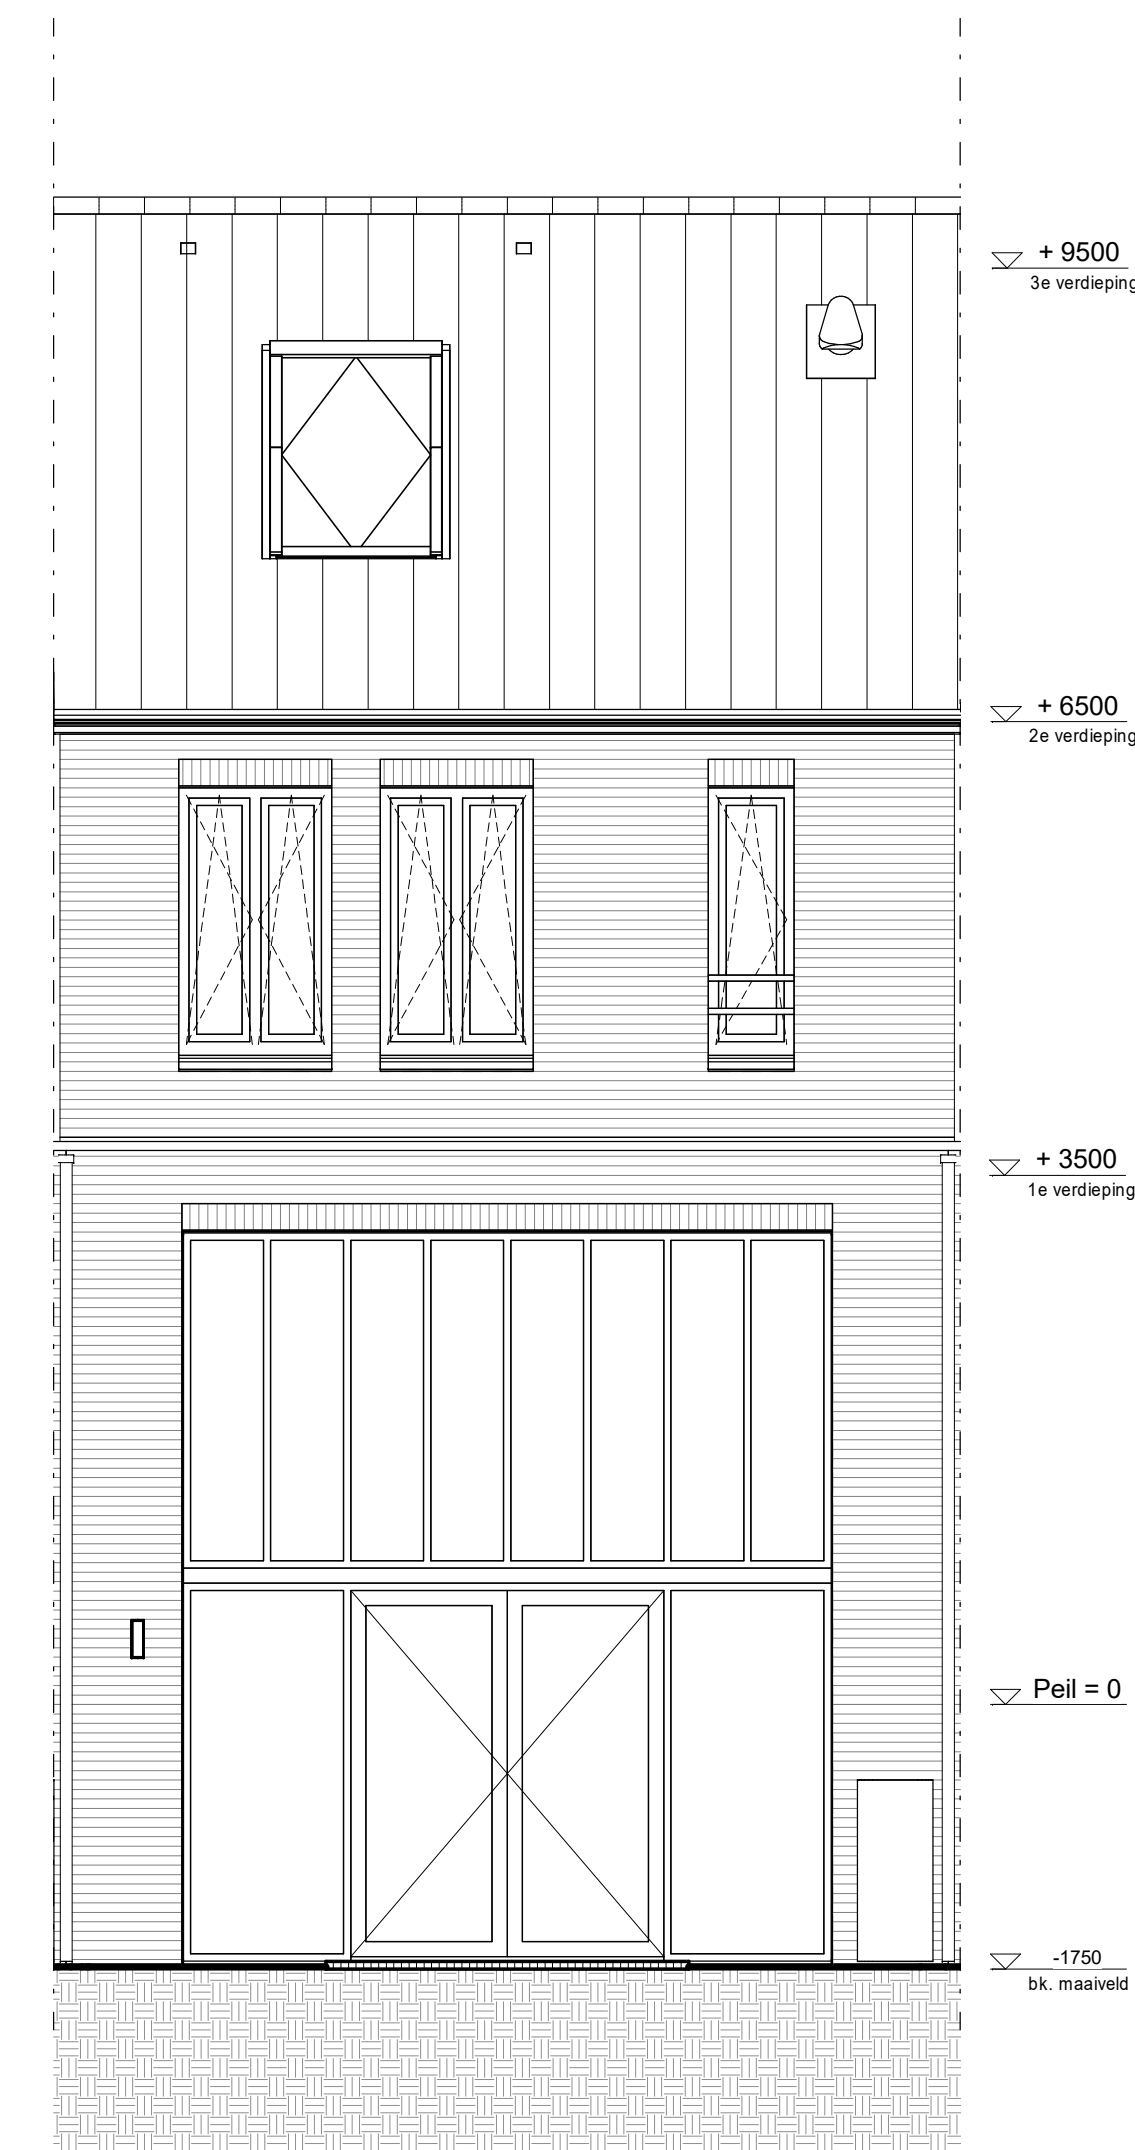 + 9500
3e verdieping
+ 6500
2e verdieping
+ 3500
1e verdieping
Peil = 0
-1750
bk. maaiveld